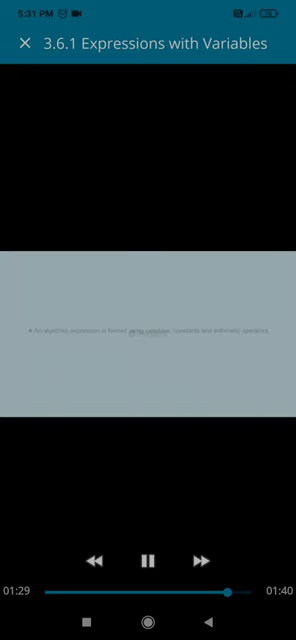 5:31 PM
3.6.1 Expressions with Variables
An algebraic expression is formed using variables, constants and arithmetic operators.
01:29
01:40